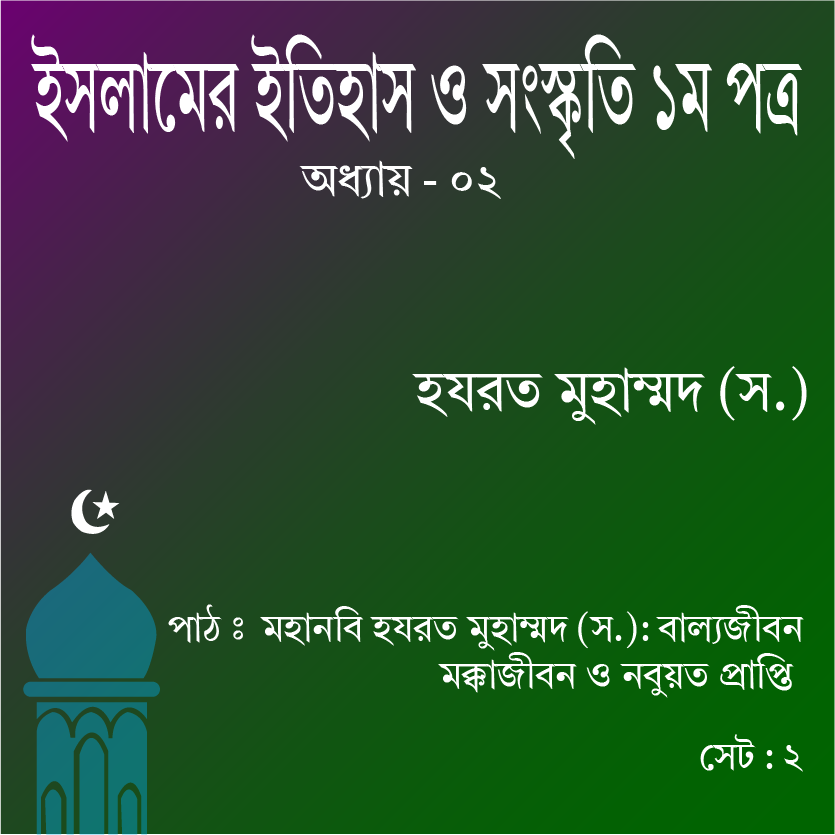 ইসলামের ইতিহাস ও সংস্কৃতি ১ম পত্র
অধ্যায় - ০২
হযরত মুহাম্মদ (স.)
পাঠ ঃ মহানবি হযরত মুহাম্মদ (স.): বাল্যজীবন
মক্কাজীবন ও নবুয়ত প্রাপ্তি
সেট : ২